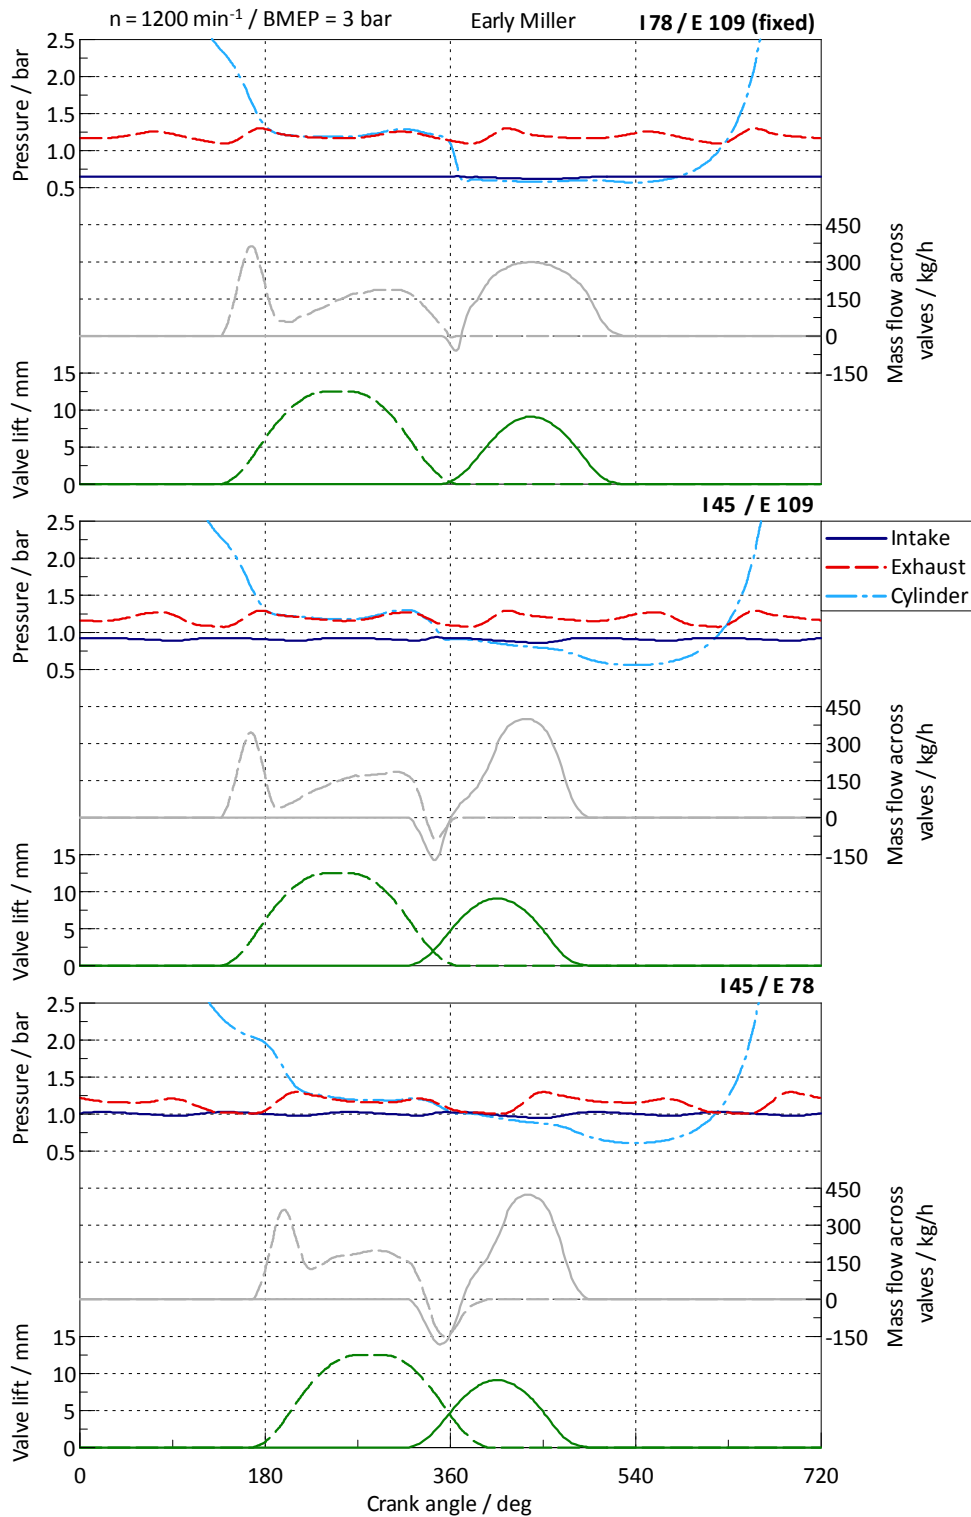 n = 1200 min⁻¹ / BMEP = 3 bar
Early Miller
I 78 / E 109 (fixed)
Pressure / bar
2.5
2.0
1.5
1.0
0.5
Mass flow across
valves / kg/h
450
300
150
0
-150
Valve lift / mm
15
10
5
0
I 45 / E 109
Intake
Exhaust
Cylinder
Pressure / bar
2.5
2.0
1.5
1.0
0.5
Mass flow across
valves / kg/h
450
300
150
0
-150
Valve lift / mm
15
10
5
0
I 45 / E 78
Pressure / bar
2.5
2.0
1.5
1.0
0.5
Mass flow across
valves / kg/h
450
300
150
0
-150
Valve lift / mm
15
10
5
0
0 180 360 540 720
Crank angle / deg